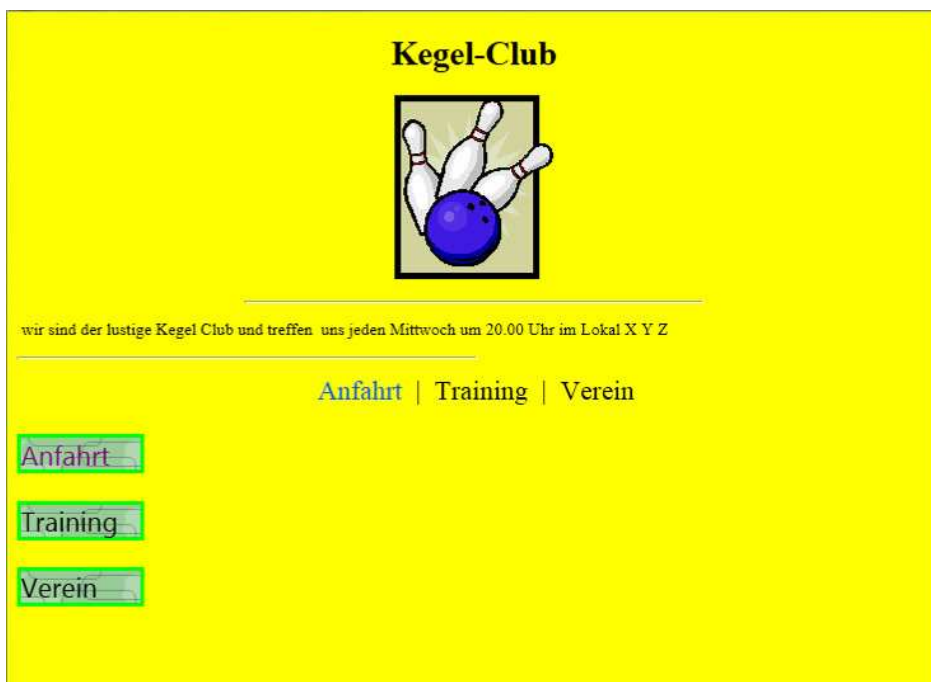 Kegel-Club
wir sind der lustige Kegel Club und treffen uns jeden Mittwoch um 20.00 Uhr im Lokal X Y Z
Anfahrt | Training | Verein
Anfahrt
Training
Verein